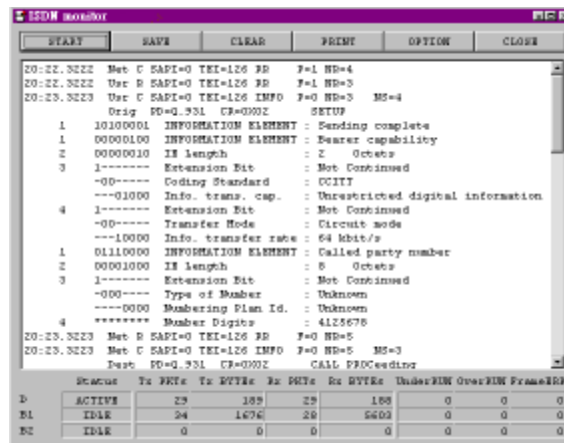 ISDN monitor
START SAVE CLEAR PRINT OPTION CLOSE
20:22.3222 Net C SAPI=0 TEI=126 RR P=1 NR=4
20:22.3222 Usr R SAPI=0 TEI=126 RR F=1 NR=3
20:23.3223 Usr C SAPI=0 TEI=126 INFO P=0 NR=3 NS=4
Orig PD=Q.931 CR=0X02 SETUP
1 10100001 INFORMATION ELEMENT : Sending complete
1 00000100 INFORMATION ELEMENT : Bearer capability
2 00000010 IE Length : 2 Octets
3 1------- Extension Bit : Not Continued
-00----- Coding Standard : CCITT
---01000 Info. trans. cap. : Unrestricted digital information
4 1------- Extension Bit : Not Continued
-00----- Transfer Mode : Circuit mode
---10000 Info. transfer rate : 64 kbit/s
1 01110000 INFORMATION ELEMENT : Called party number
2 00001000 IE Length : 8 Octets
3 1------- Extension Bit : Not Continued
-000---- Type of Number : Unknown
----0000 Numbering Plan Id. : Unknown
4 ******** Number Digits : 4125678
20:23.3223 Net R SAPI=0 TEI=126 RR F=0 NR=5
20:23.3223 Net C SAPI=0 TEI=126 INFO P=0 NR=5 NS=3
Dest PD=Q.931 CR=0X02 CALL PROCeeding
Status Tx PKTs Tx BYTEs Rx PKTs Rx BYTEs UnderRUN OverRUN FrameERR
D ACTIVE 29 189 29 188 0 0 0
B1 IDLE 34 1676 28 5603 0 0 0
B2 IDLE 0 0 0 0 0 0 0